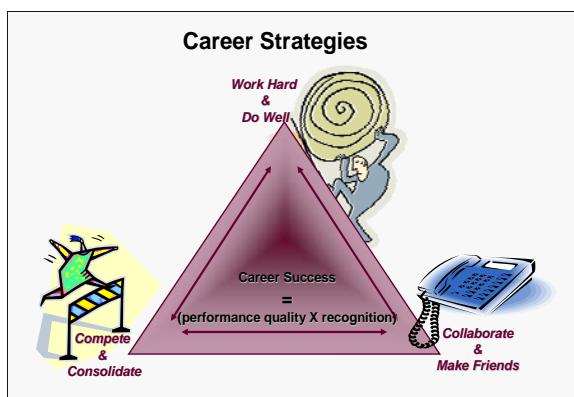 Career Strategies
Work Hard
&
Do Well
Career Success
=
(performance quality X recognition)
Compete
&
Consolidate
Collaborate
&
Make Friends